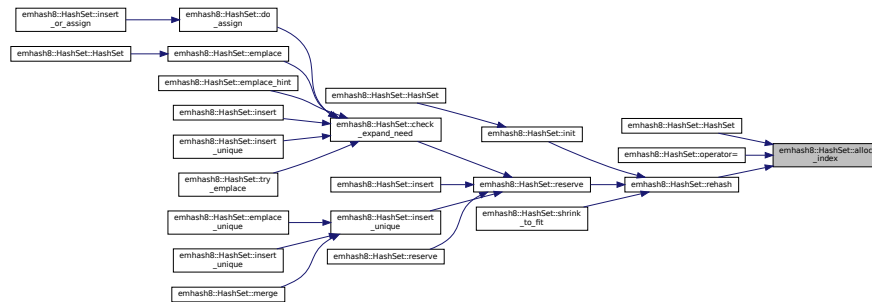 emhash8::HashSet::insert
_or_assign
emhash8::HashSet::do
_assign
emhash8::HashSet::HashSet
emhash8::HashSet::emplace
emhash8::HashSet::emplace_hint
emhash8::HashSet::insert
emhash8::HashSet::insert
_unique
emhash8::HashSet::try
_emplace
emhash8::HashSet::HashSet
emhash8::HashSet::check
_expand_need
emhash8::HashSet::init
emhash8::HashSet::HashSet
emhash8::HashSet::operator=
emhash8::HashSet::alloc
_index
emhash8::HashSet::insert
emhash8::HashSet::reserve
emhash8::HashSet::rehash
emhash8::HashSet::emplace
_unique
emhash8::HashSet::insert
_unique
emhash8::HashSet::shrink
_to_fit
emhash8::HashSet::insert
_unique
emhash8::HashSet::reserve
emhash8::HashSet::merge